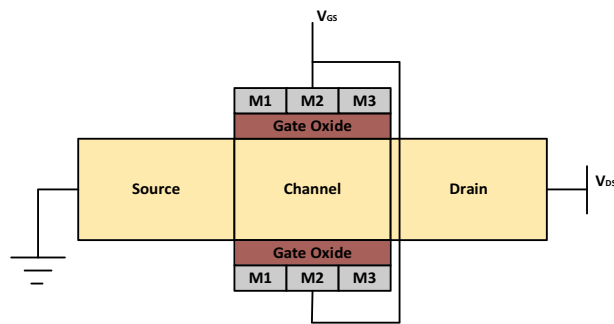 VGS
M1 M2 M3
Gate Oxide
Source Channel Drain
VDS
Gate Oxide
M1 M2 M3